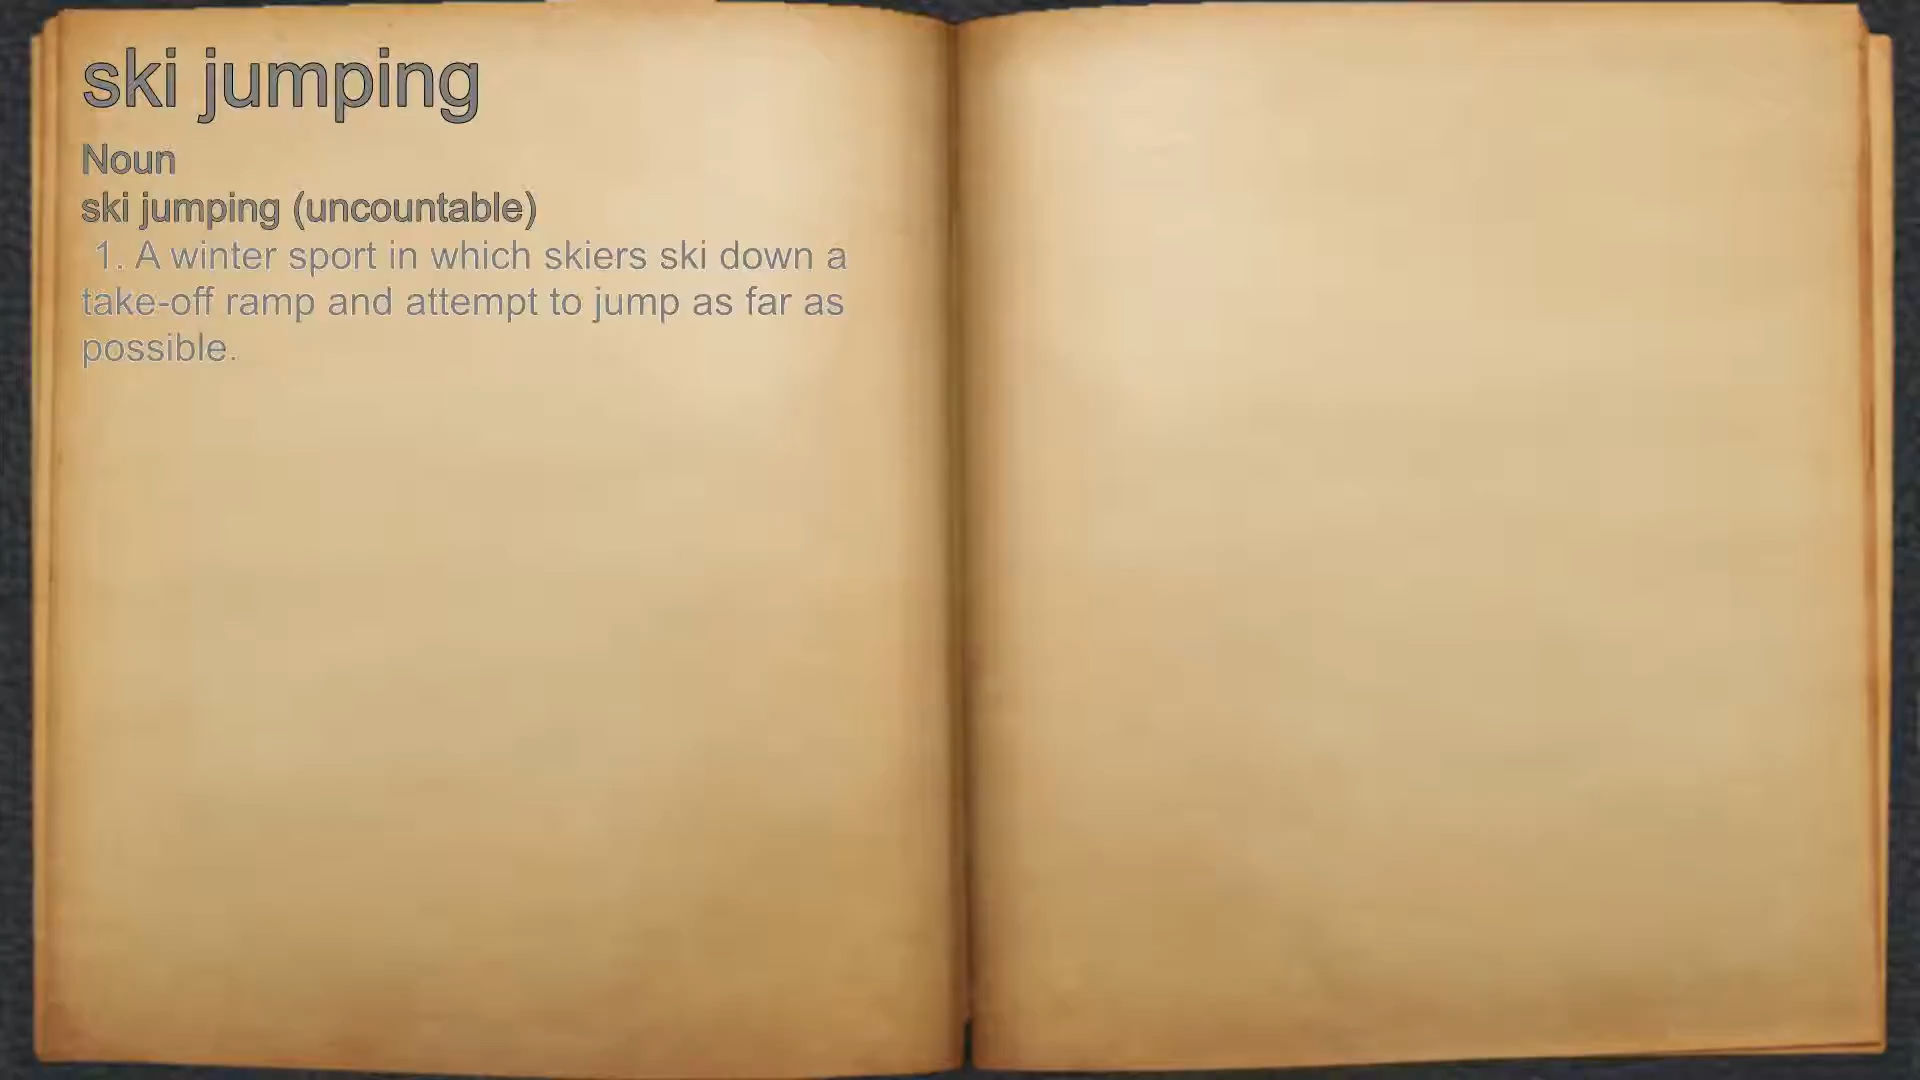 ski jumping
Noun
ski jumping (uncountable)
1. A winter sport in which skiers ski down a
take-off ramp and attempt to jump as far as
possible.